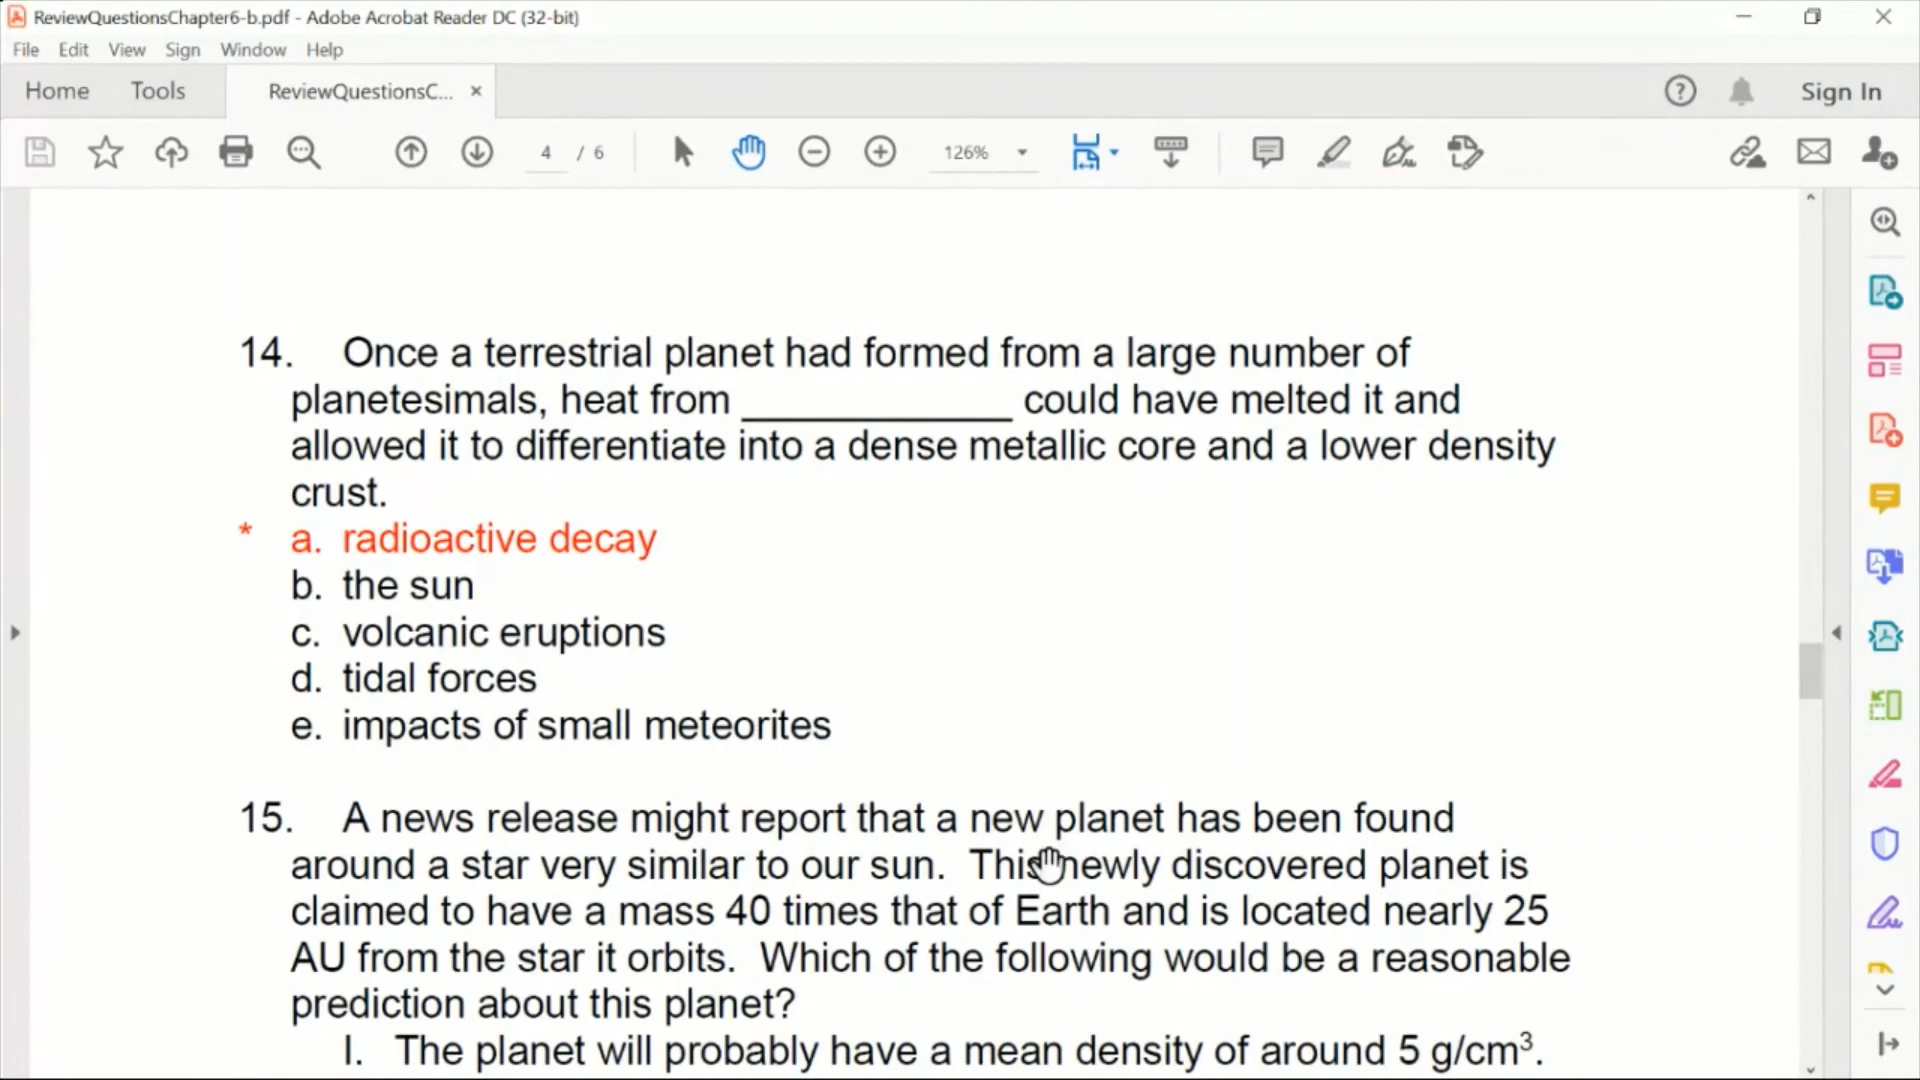 ReviewQuestionsChapter6-b.pdf - Adobe Acrobat Reader DC (32-bit)
File Edit View Sign Window Help
Home Tools ReviewQuestionsC... × Sign In
4 / 6 126%
14. Once a terrestrial planet had formed from a large number of
planetesimals, heat from _____________ could have melted it and
allowed it to differentiate into a dense metallic core and a lower density
crust.
* a. radioactive decay
b. the sun
c. volcanic eruptions
d. tidal forces
e. impacts of small meteorites
15. A news release might report that a new planet has been found
around a star very similar to our sun. This newly discovered planet is
claimed to have a mass 40 times that of Earth and is located nearly 25
AU from the star it orbits. Which of the following would be a reasonable
prediction about this planet?
I. The planet will probably have a mean density of around 5 g/cm³.